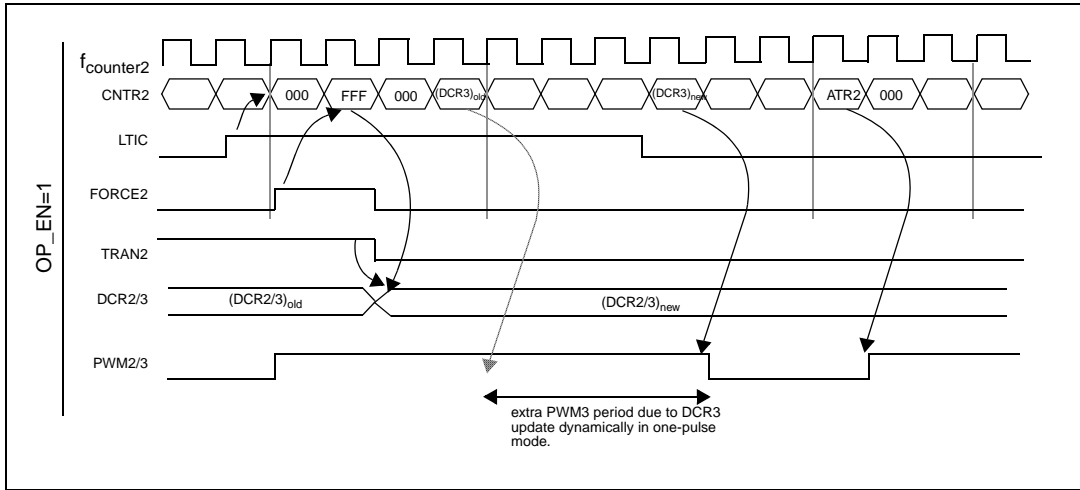 f counter2
CNTR2
000
FFF
000
(DCR3)old
(DCR3)new
ATR2
000
LTIC
FORCE2
TRAN2
DCR2/3
(DCR2/3)old
(DCR2/3)new
PWM2/3
OP_EN=1
extra PWM3 period due to DCR3
update dynamically in one-pulse
mode.